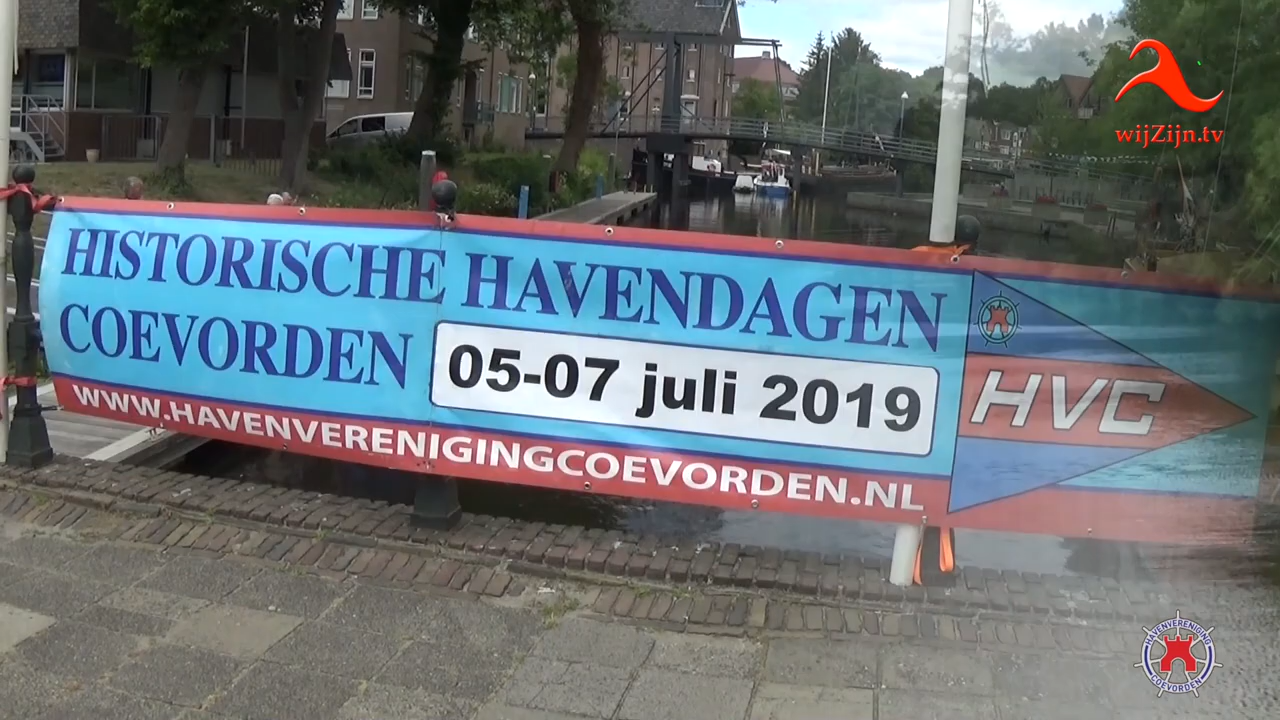 wijZijn.tv
HISTORISCHE HAVENDAGEN
COEVORDEN
05-07 juli 2019
HVC
WWW.HAVENVERENIGINGCOEVORDEN.NL
HAVENVERENIGING
COEVORDEN